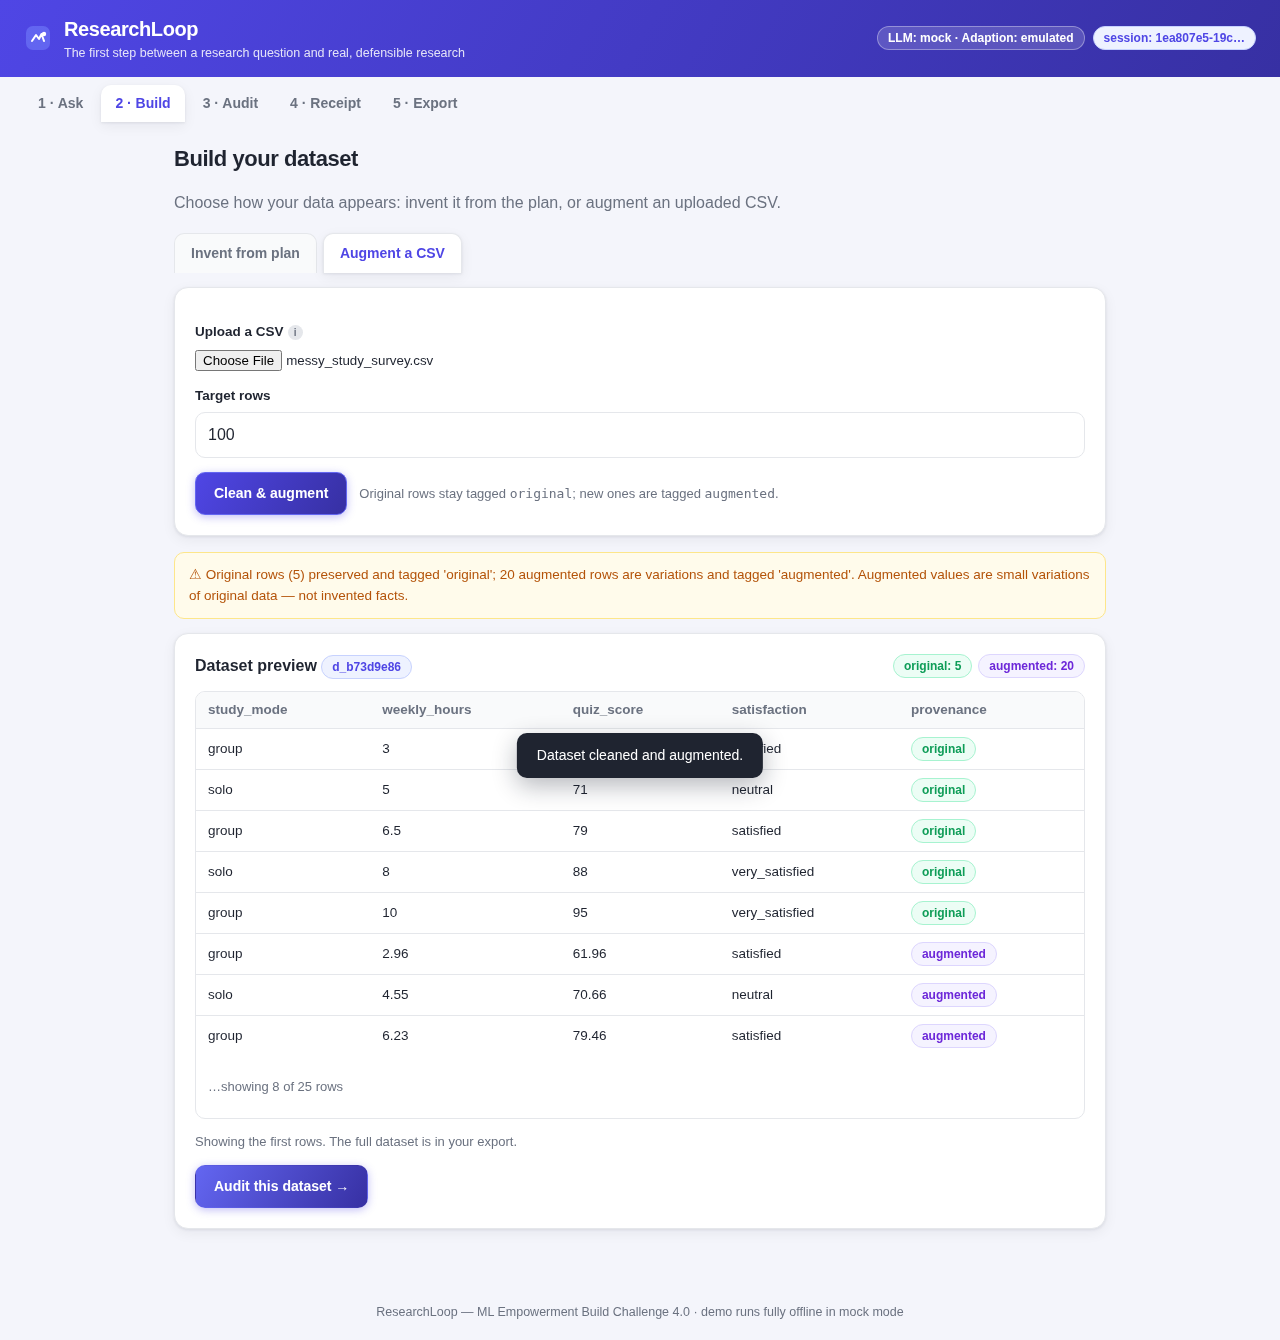 ResearchLoop
The first step between a research question and real, defensible research
LLM: mock · Adaption: emulated
session: 1ea807e5-19c…
1 · Ask
2 · Build
3 · Audit
4 · Receipt
5 · Export
Build your dataset
Choose how your data appears: invent it from the plan, or augment an uploaded CSV.
Invent from plan
Augment a CSV
Upload a CSV i
Choose File messy_study_survey.csv
Target rows
100
Clean & augment
Original rows stay tagged original; new ones are tagged augmented.
⚠ Original rows (5) preserved and tagged 'original'; 20 augmented rows are variations and tagged 'augmented'. Augmented values are small variations
of original data — not invented facts.
Dataset preview d_b73d9e86
original: 5 augmented: 20
study_mode weekly_hours quiz_score satisfaction provenance
group 3 original
Dataset cleaned and augmented.
solo 5 71 neutral original
group 6.5 79 satisfied original
solo 8 88 very_satisfied original
group 10 95 very_satisfied original
group 2.96 61.96 satisfied augmented
solo 4.55 70.66 neutral augmented
group 6.23 79.46 satisfied augmented
…showing 8 of 25 rows
Showing the first rows. The full dataset is in your export.
Audit this dataset →
ResearchLoop — ML Empowerment Build Challenge 4.0 · demo runs fully offline in mock mode